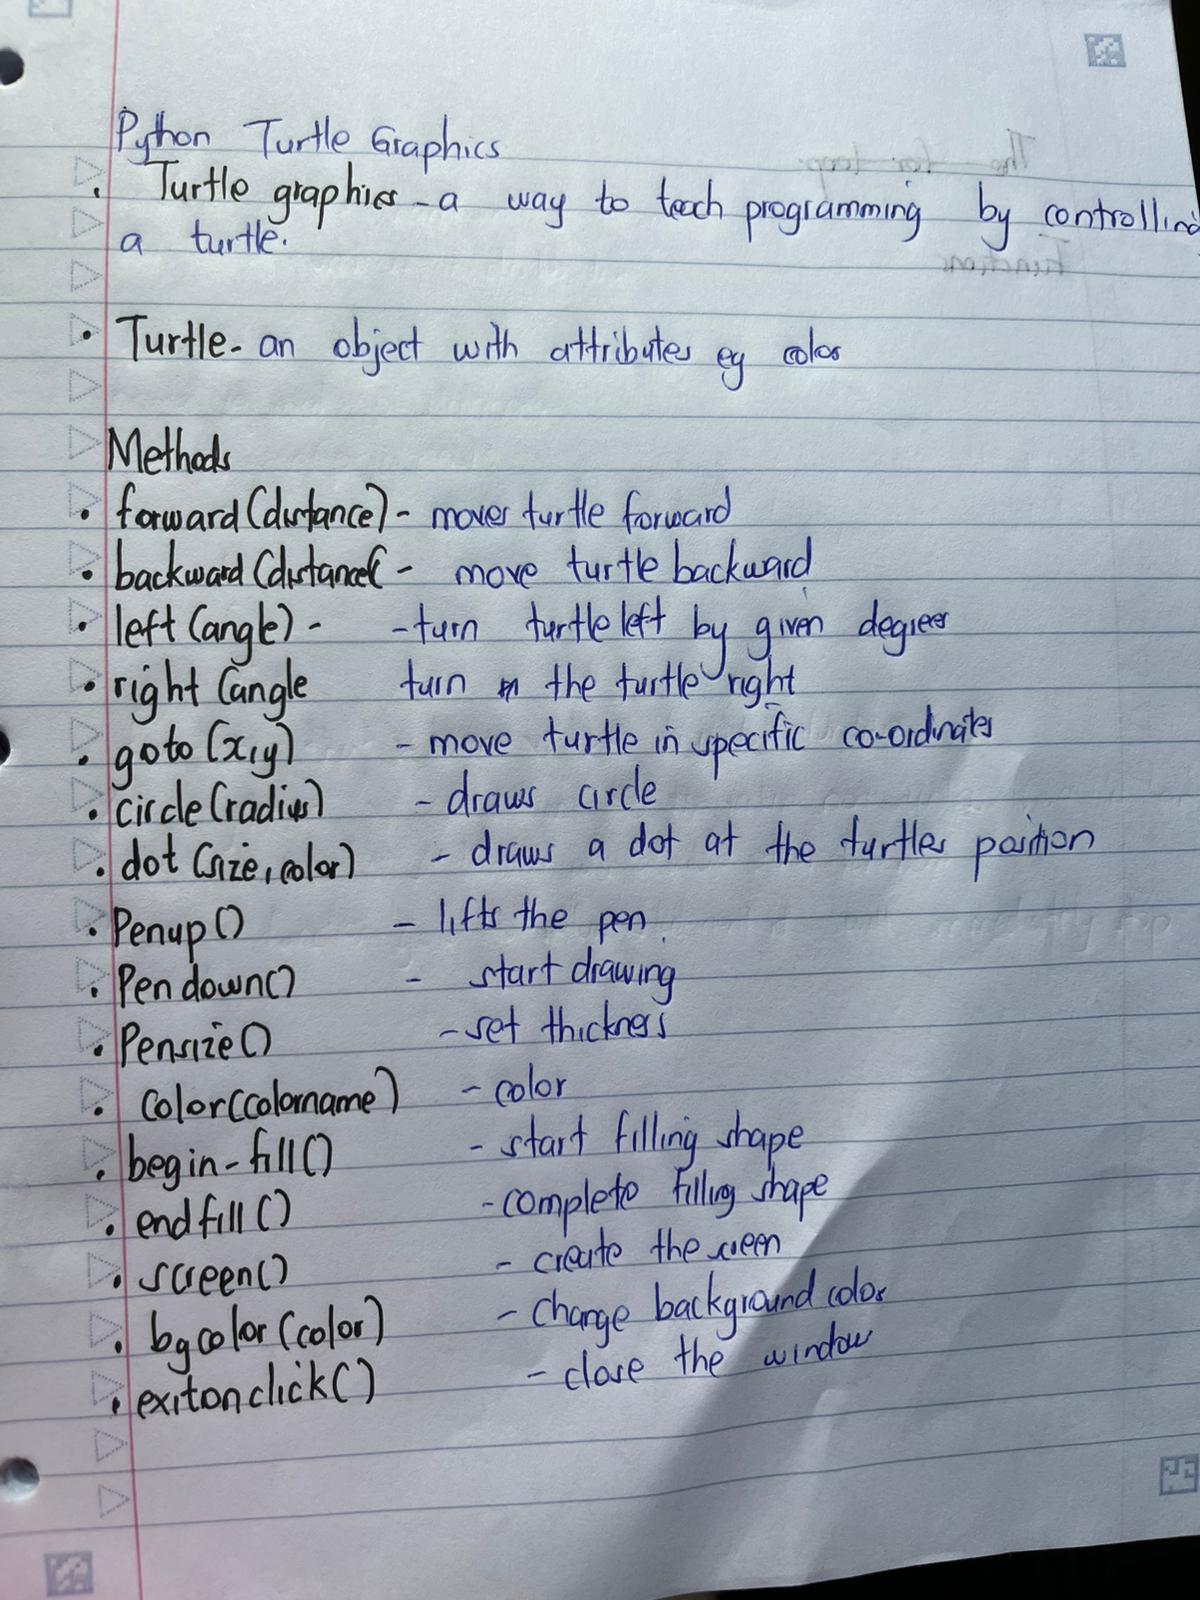 Python Turtle Graphics
. Turtle graphics - a way to teach programming by controlling
a turtle.
• Turtle - an object with attributes eg color
Methods
• forward (distance) - moves turtle forward
• backward (distance( - move turtle backward
• left (angle) - - turn turtle left by given degrees
• right (angle turn the turtle right
• goto (x,y) - move turtle in specific co-ordinates
• circle (radius) - draws circle
• dot (size, color) - draws a dot at the turtles position
• Penup () - lifts the pen
• Pen down () - start drawing
• Pensize () - set thickness
• Color (colorname) - color
• begin - fill () - start filling shape
• end fill () - complete filling shape
• screen () - create the screen
• bgcolor (color) - change background color
• exitonclick () - close the window